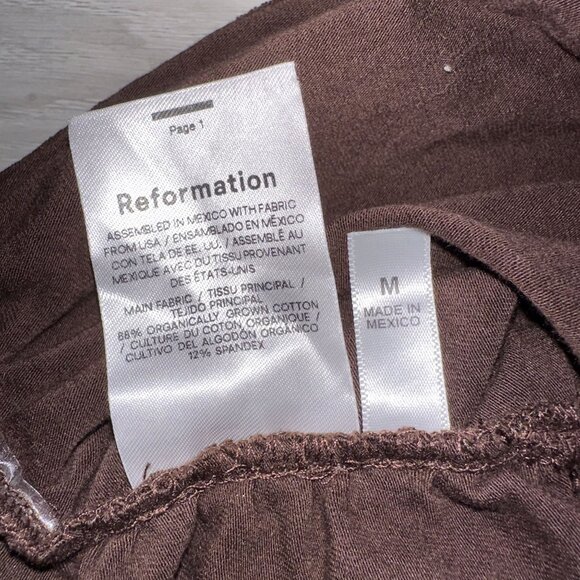 Page 1
Reformation
ASSEMBLED IN MEXICO WITH FABRIC
FROM USA / ENSAMBLADO EN MÉXICO
CON TELA DE EE. UU. / ASSEMBLÉ AU
MEXIQUE AVEC DU TISSU PROVENANT
DES ÉTATS-UNIS
MAIN FABRIC / TISSU PRINCIPAL /
TEJIDO PRINCIPAL
88% ORGANICALLY GROWN COTTON
/ CULTURE DU COTON ORGANIQUE /
CULTIVO DEL ALGODÓN ORGÁNICO
12% SPANDEX
M
MADE IN
MEXICO